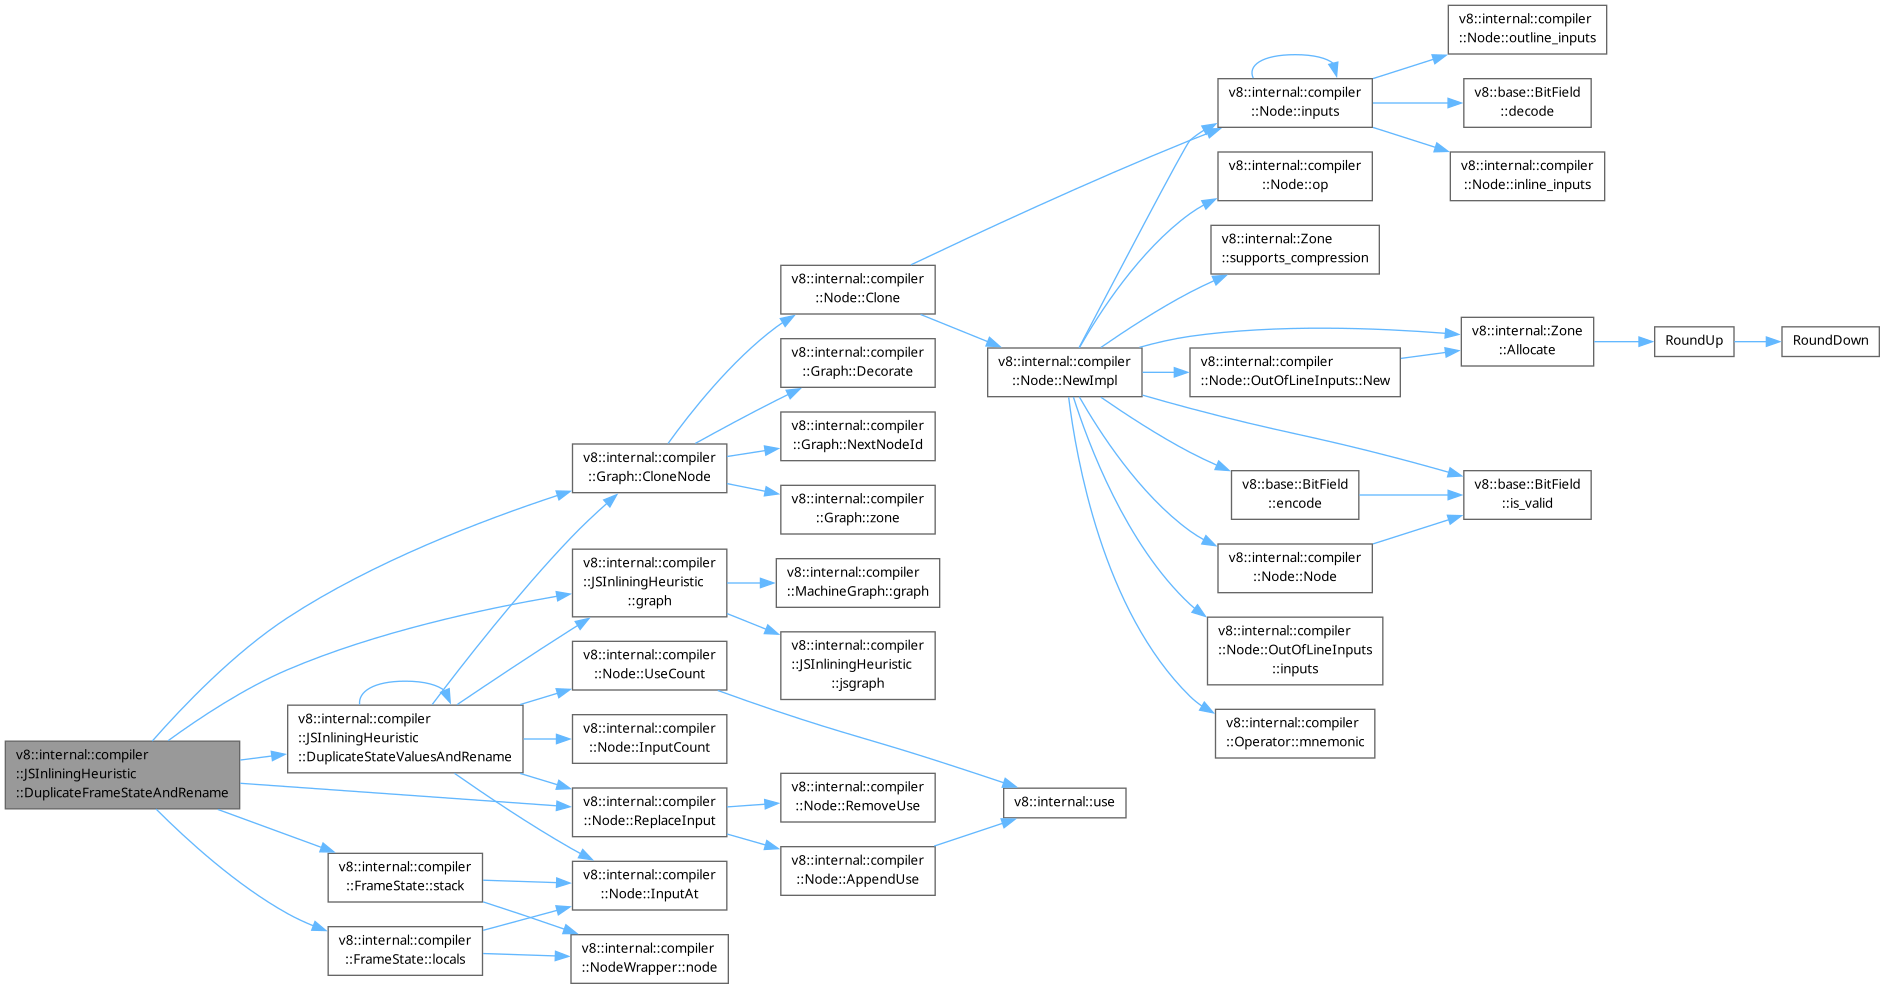 v8::internal::compiler
::JSInliningHeuristic
::DuplicateFrameStateAndRename
v8::internal::compiler
::JSInliningHeuristic
::DuplicateStateValuesAndRename
v8::internal::compiler
::FrameState::stack
v8::internal::compiler
::FrameState::locals
v8::internal::compiler
::Graph::CloneNode
v8::internal::compiler
::JSInliningHeuristic
::graph
v8::internal::compiler
::Node::UseCount
v8::internal::compiler
::Node::InputCount
v8::internal::compiler
::Node::ReplaceInput
v8::internal::compiler
::Node::InputAt
v8::internal::compiler
::NodeWrapper::node
v8::internal::compiler
::Node::Clone
v8::internal::compiler
::Graph::Decorate
v8::internal::compiler
::Graph::NextNodeId
v8::internal::compiler
::Graph::zone
v8::internal::compiler
::MachineGraph::graph
v8::internal::compiler
::JSInliningHeuristic
::jsgraph
v8::internal::compiler
::Node::RemoveUse
v8::internal::compiler
::Node::AppendUse
v8::internal::compiler
::Node::NewImpl
v8::internal::use
v8::internal::compiler
::Node::inputs
v8::internal::compiler
::Node::op
v8::internal::Zone
::supports_compression
v8::internal::compiler
::Node::OutOfLineInputs::New
v8::base::BitField
::encode
v8::internal::compiler
::Node::Node
v8::internal::compiler
::Node::OutOfLineInputs
::inputs
v8::internal::compiler
::Operator::mnemonic
v8::internal::compiler
::Node::outline_inputs
v8::base::BitField
::decode
v8::internal::compiler
::Node::inline_inputs
v8::internal::Zone
::Allocate
v8::base::BitField
::is_valid
RoundUp
RoundDown